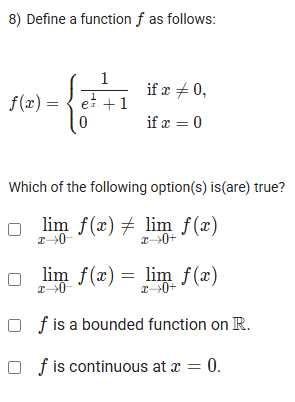 8) Define a function f as follows:
f(x) = { 1 / (e^{1/x} + 1) if x ≠ 0,
0 if x = 0
Which of the following option(s) is(are) true?
lim_{x→0^-} f(x) ≠ lim_{x→0^+} f(x)
lim_{x→0^-} f(x) = lim_{x→0^+} f(x)
f is a bounded function on ℝ.
f is continuous at x = 0.